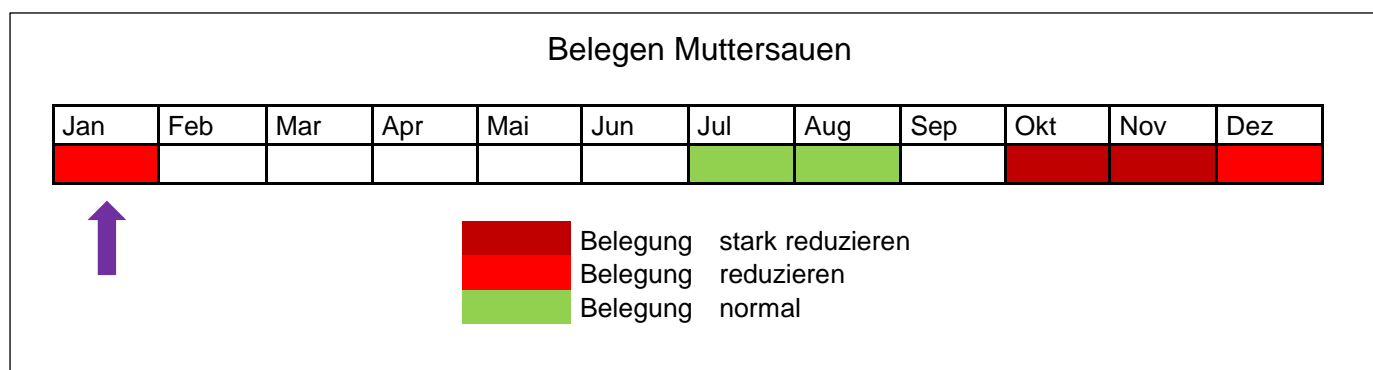 Belegen Muttersauen
Jan Feb Mar Apr Mai Jun Jul Aug Sep Okt Nov Dez
Belegung stark reduzieren
Belegung reduzieren
Belegung normal